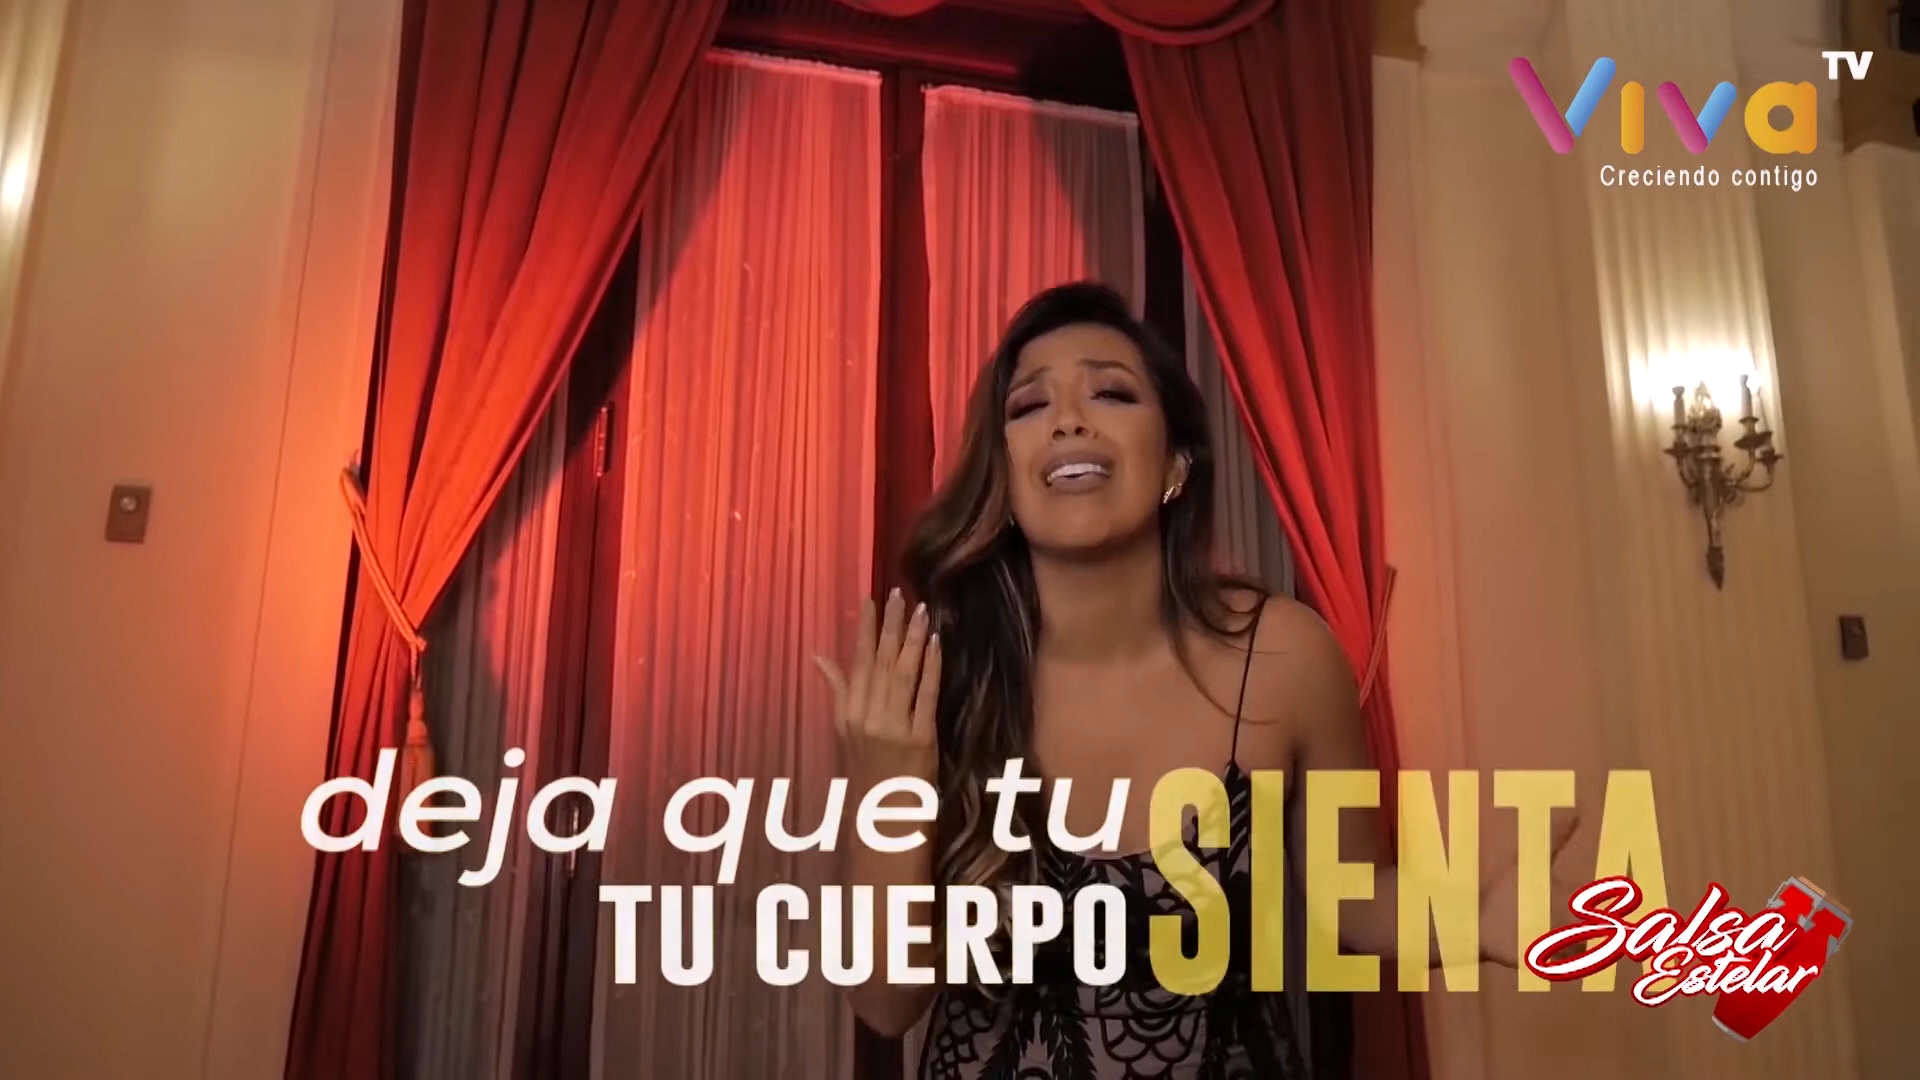 Viva TV
Creciendo contigo
deja que tu
TU CUERPO
SIENTA
Salsa
Estelar